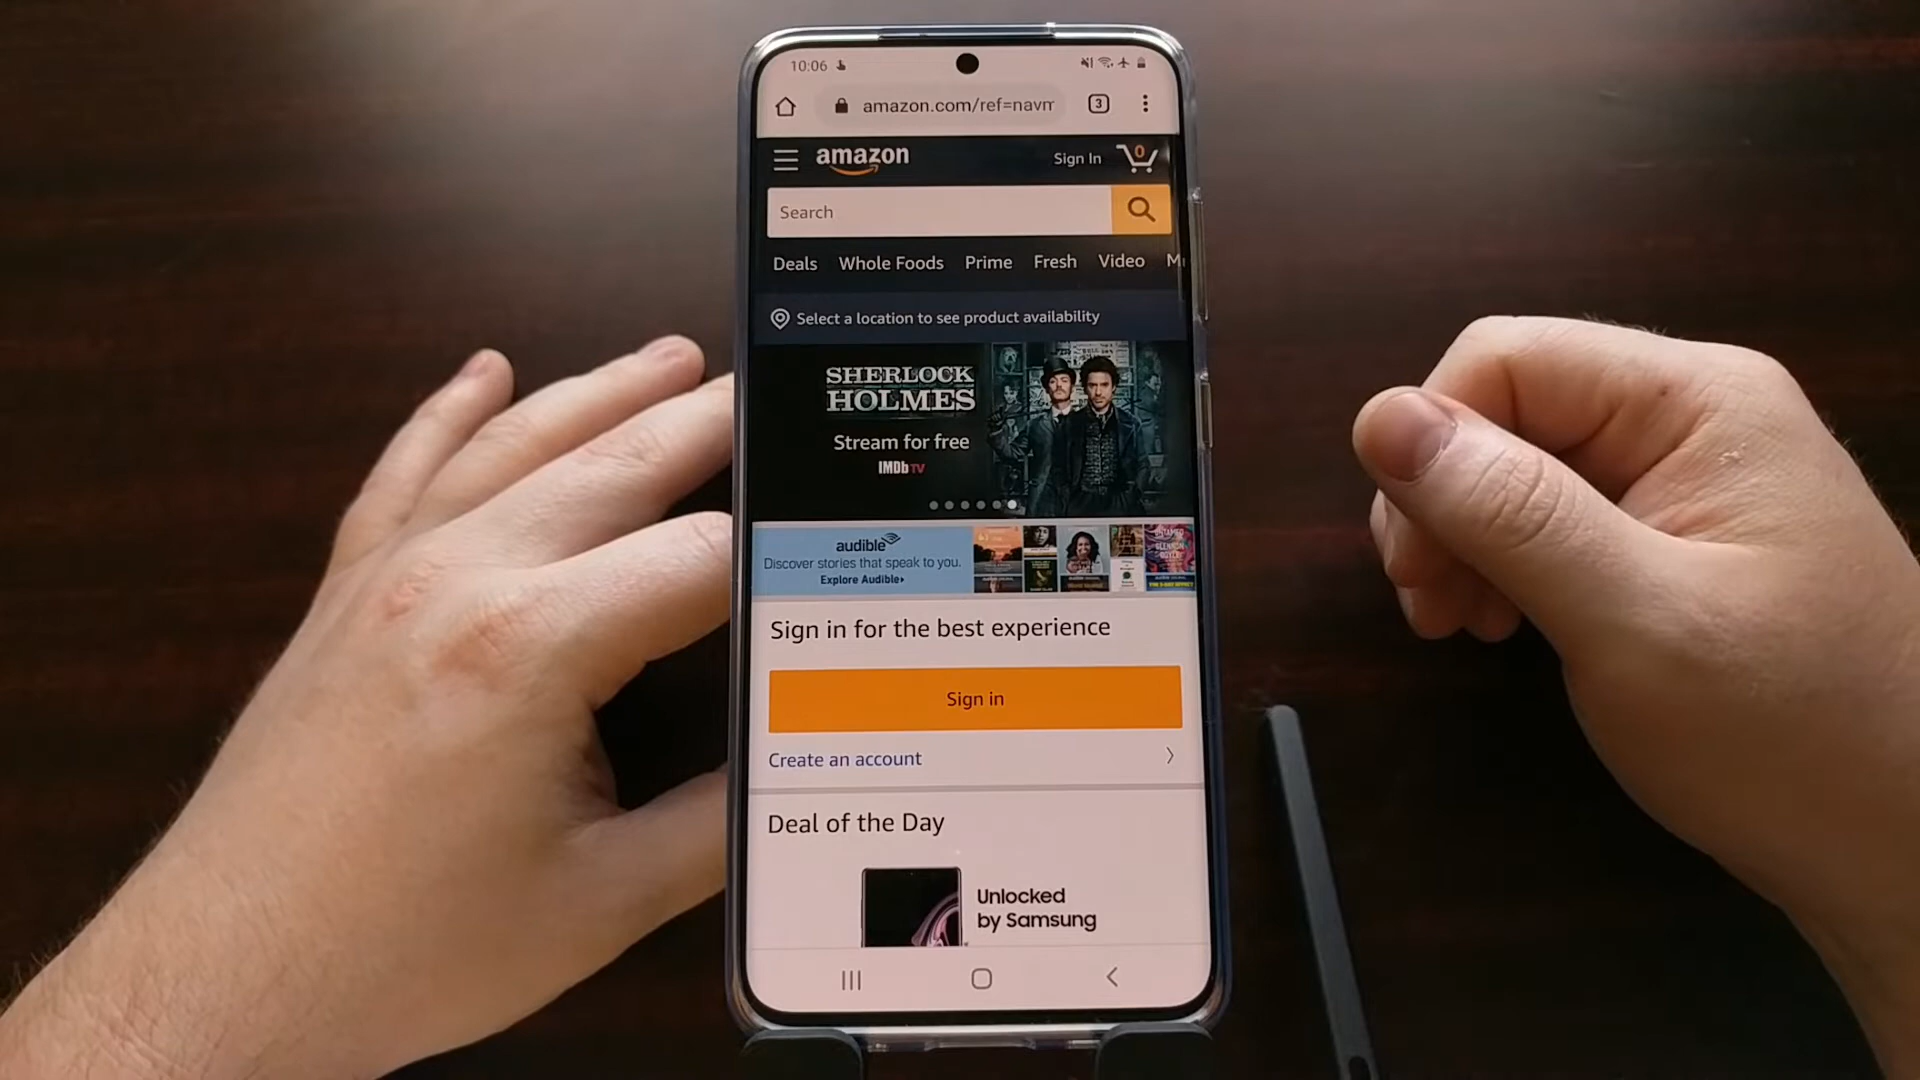 10:06
amazon.com/ref=navm
3
amazon
Sign In
0
Search
Deals Whole Foods Prime Fresh Video M
Select a location to see product availability
SHERLOCK
HOLMES
Stream for free
IMDb TV
audible
Discover stories that speak to you.
Explore Audible
Sign in for the best experience
Sign in
Create an account
Deal of the Day
Unlocked
by Samsung